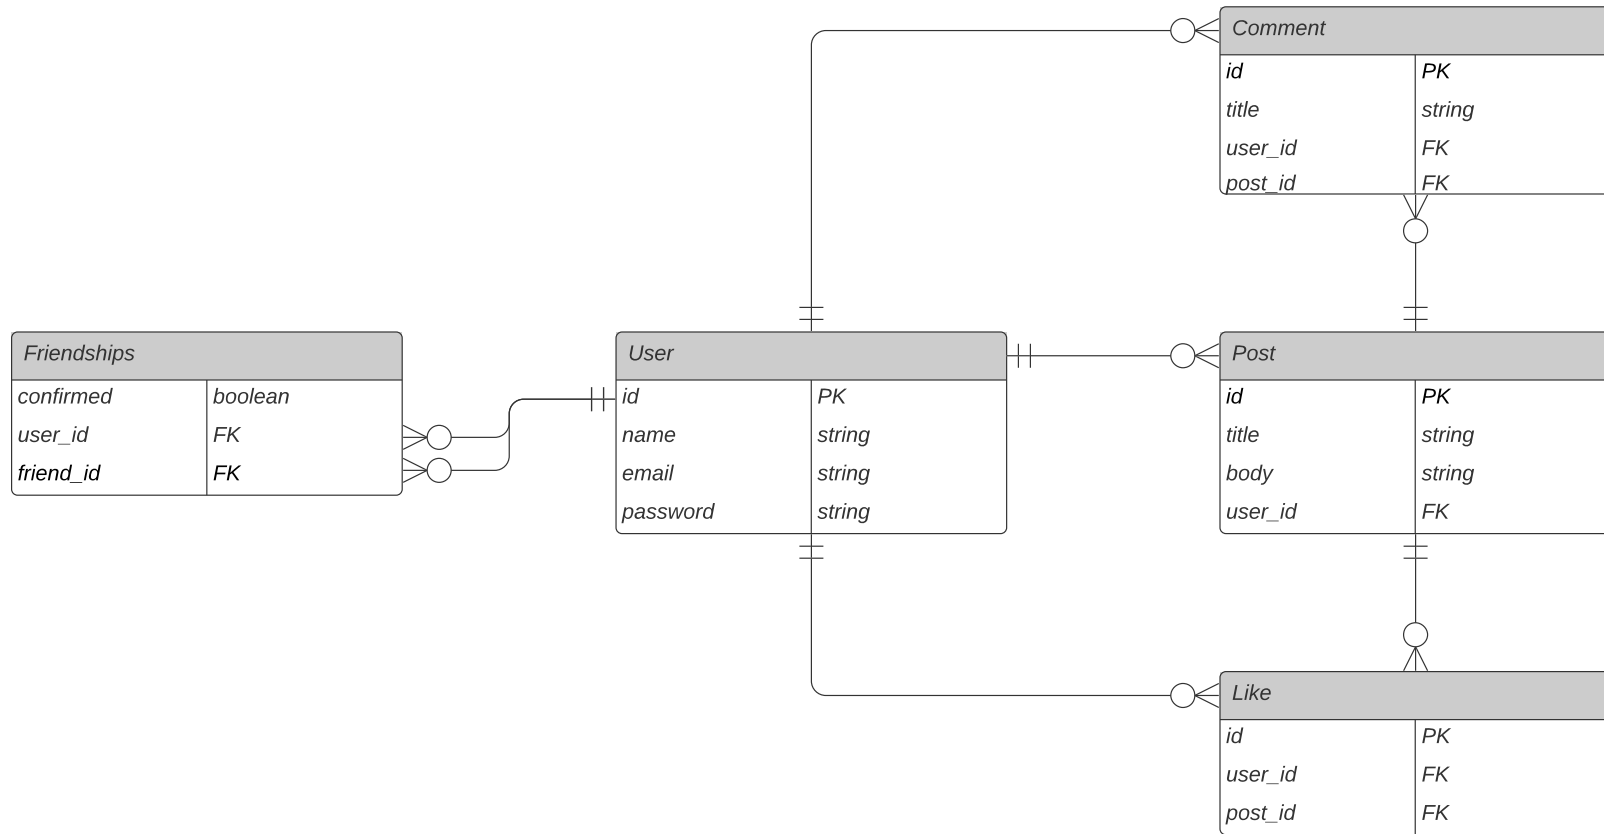 Comment
id PK
title string
user_id FK
post_id FK
Friendships
confirmed boolean
user_id FK
friend_id FK
User
id PK
name string
email string
password string
Post
id PK
title string
body string
user_id FK
Like
id PK
user_id FK
post_id FK